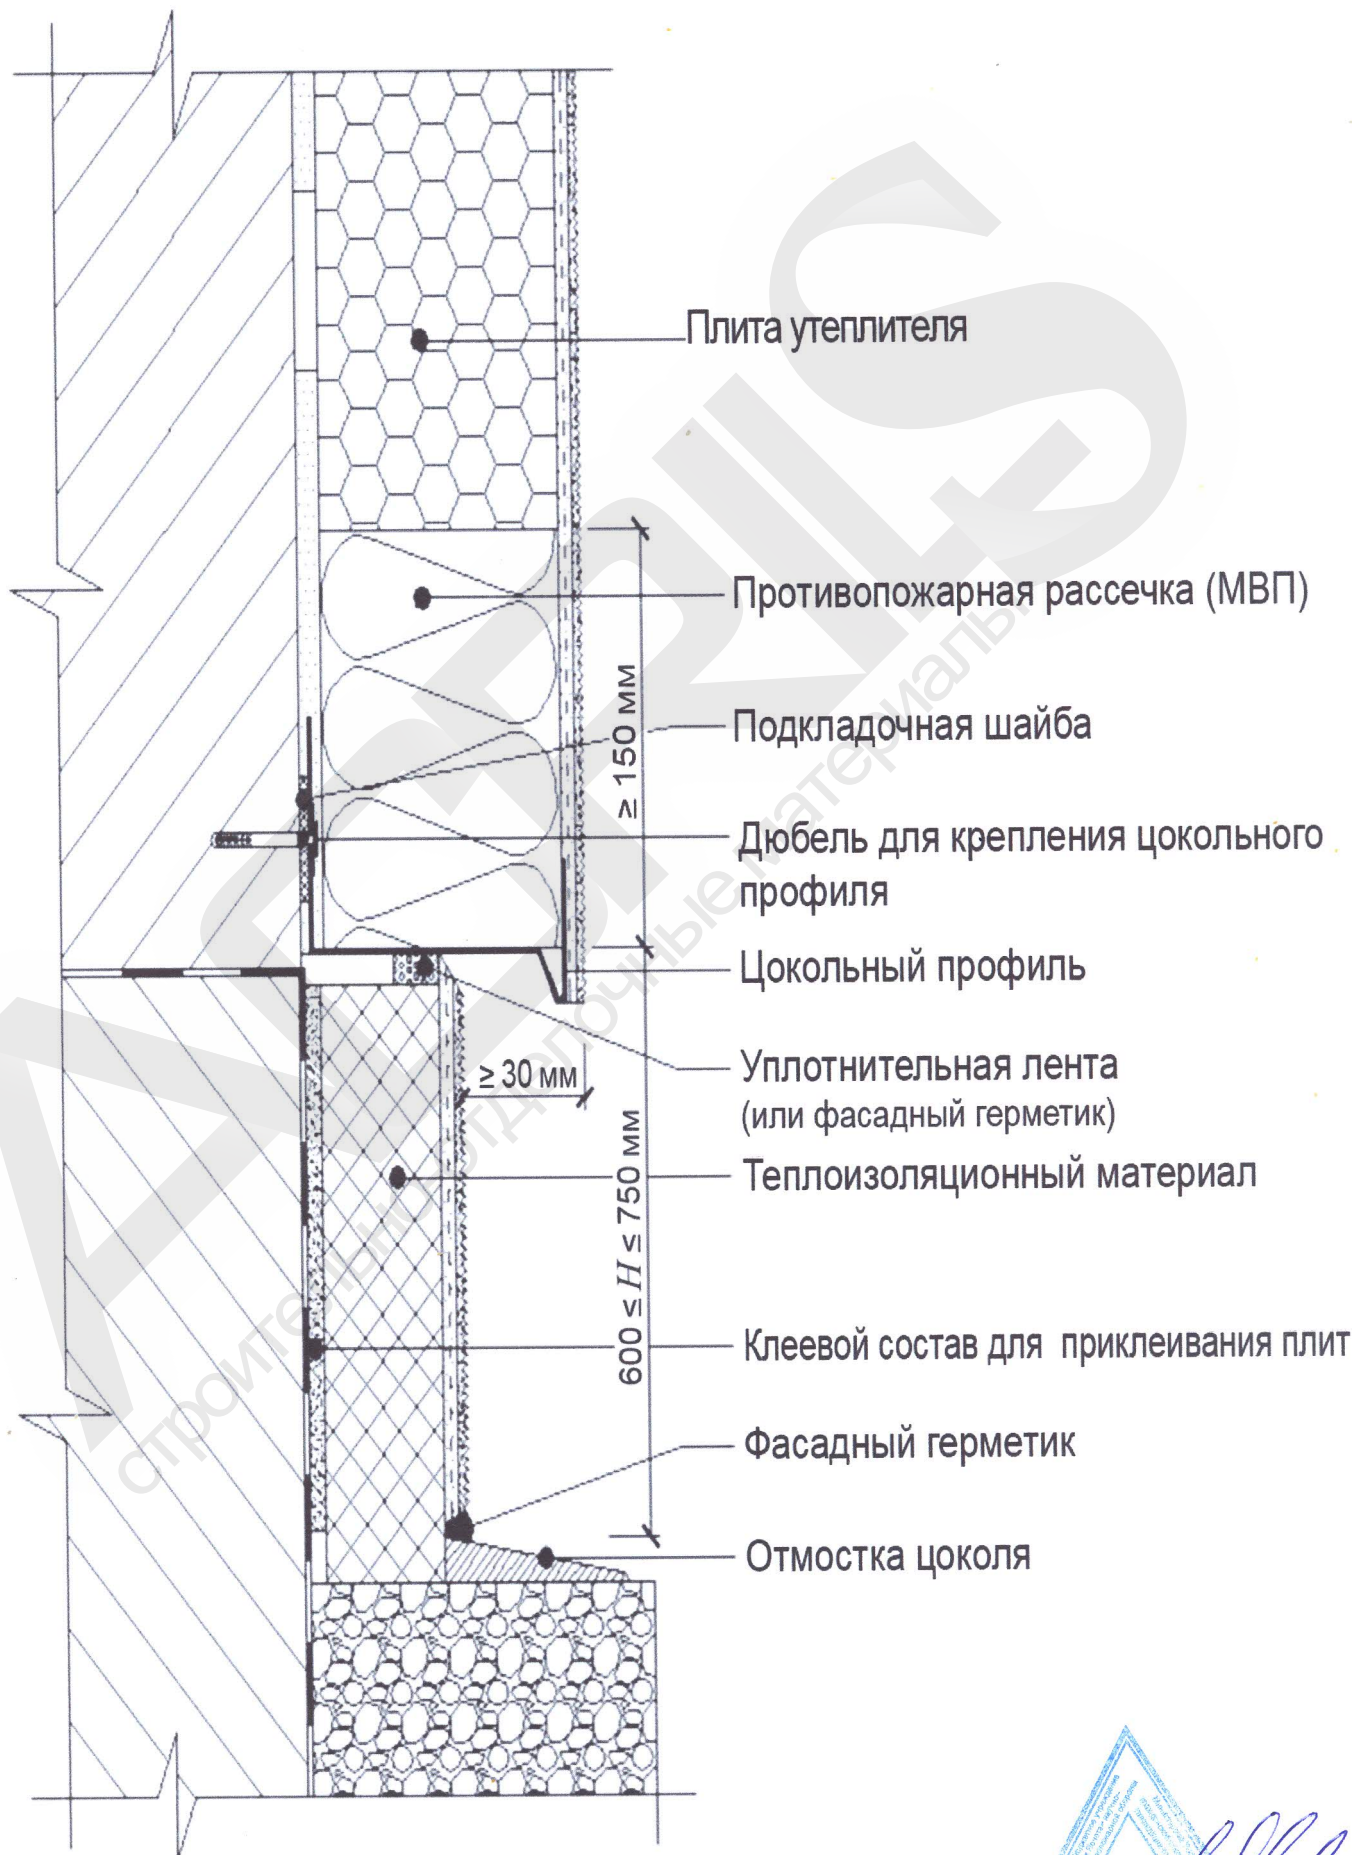 Плита утеплителя
Противопожарная рассечка (МВП)
≥ 150 мм
Подкладочная шайба
Дюбель для крепления цокольного
профиля
Цокольный профиль
Уплотнительная лента
(или фасадный герметик)
≥ 30 мм
Теплоизоляционный материал
600 ≤ H ≤ 750 мм
Клеевой состав для приклеивания плит
Фасадный герметик
Отмостка цоколя
строительно-отделочные материалы